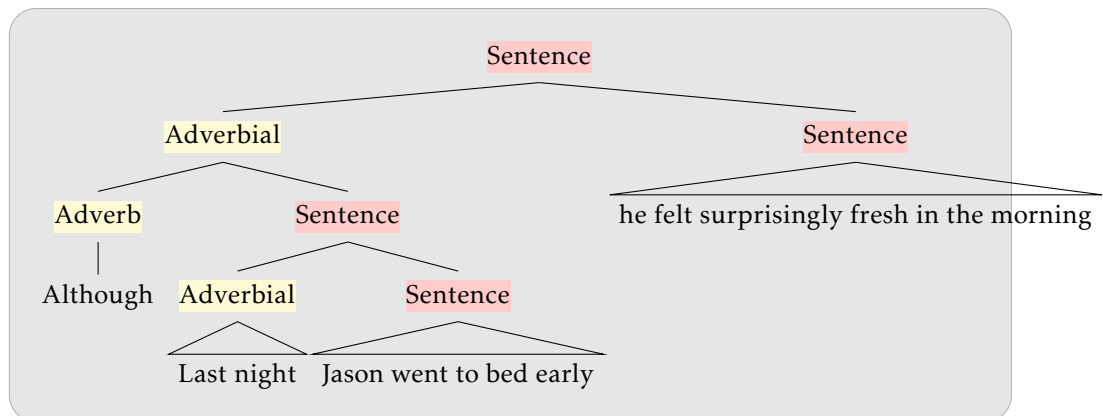 Sentence
Adverbial Sentence
Adverb Sentence he felt surprisingly fresh in the morning
Although Adverbial Sentence
Last night Jason went to bed early